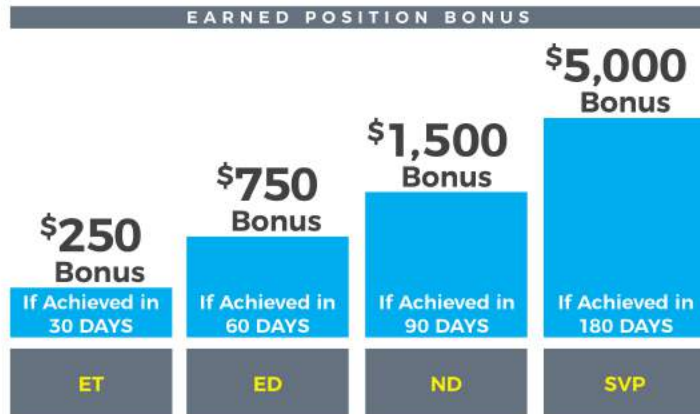 EARNED POSITION BONUS
$250
Bonus
If Achieved in
30 DAYS
ET
$750
Bonus
If Achieved in
60 DAYS
ED
$1,500
Bonus
If Achieved in
90 DAYS
ND
$5,000
Bonus
If Achieved in
180 DAYS
SVP